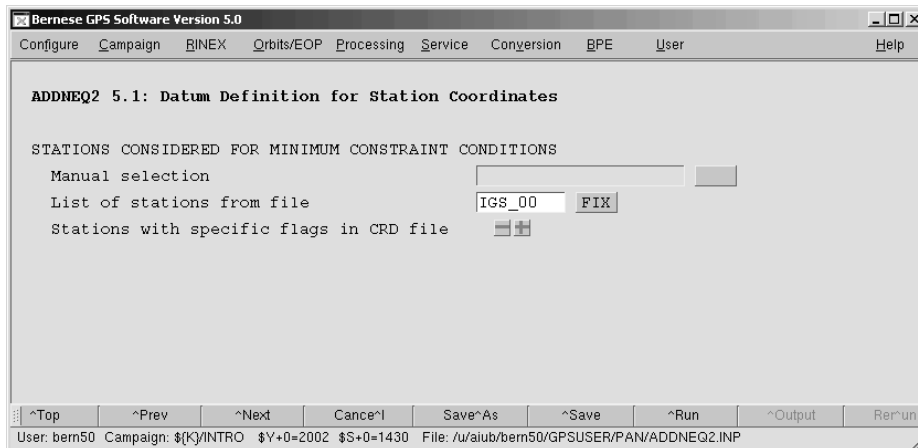 Bernese GPS Software Version 5.0
Configure Campaign RINEX Orbits/EOP Processing Service Conversion BPE User Help
ADDNEQ2 5.1: Datum Definition for Station Coordinates
STATIONS CONSIDERED FOR MINIMUM CONSTRAINT CONDITIONS
Manual selection
List of stations from file IGS_00 FIX
Stations with specific flags in CRD file
^Top ^Prev ^Next Cance^l Save^As ^Save ^Run ^Output Rer^un
User: bern50 Campaign: ${K}/INTRO $Y+0=2002 $S+0=1430 File: /u/aiub/bern50/GPSUSER/PAN/ADDNEQ2.INP